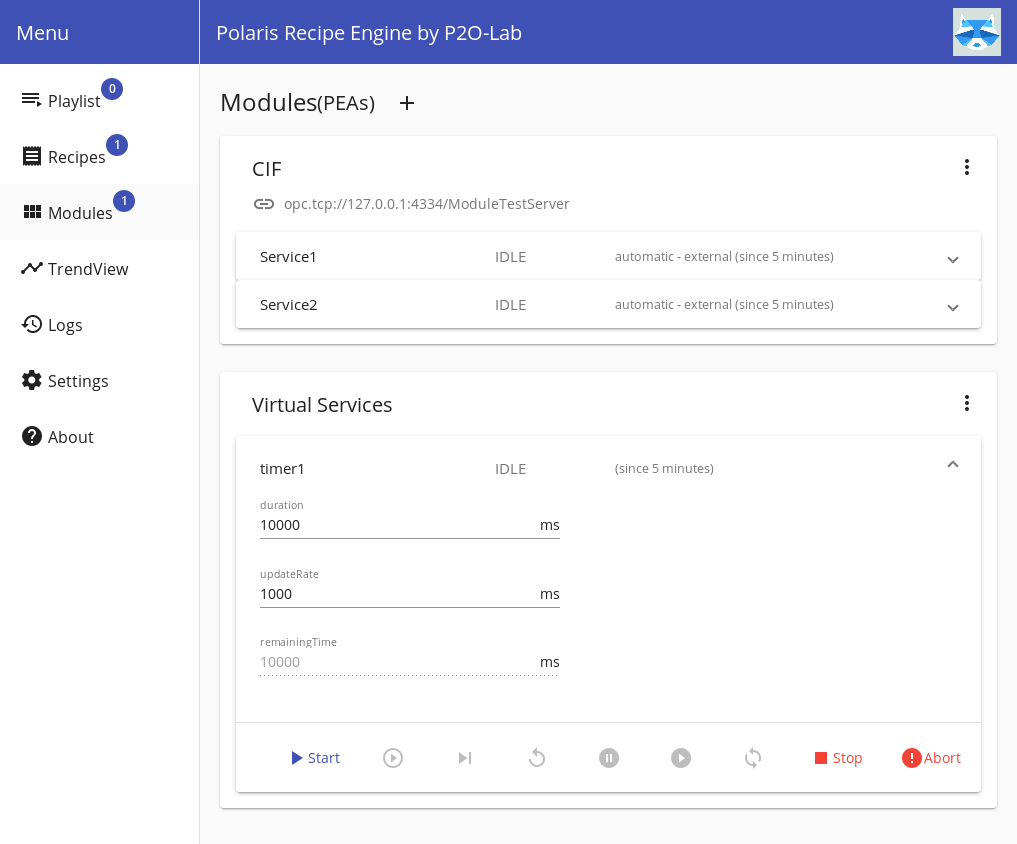 Menu
Polaris Recipe Engine by P2O-Lab
Playlist 0
Recipes 1
Modules 1
TrendView
Logs
Settings
About
Modules(PEAs) +
CIF
opc.tcp://127.0.0.1:4334/ModuleTestServer
Service1 IDLE automatic - external (since 5 minutes)
Service2 IDLE automatic - external (since 5 minutes)
Virtual Services
timer1 IDLE (since 5 minutes)
duration
10000 ms
updateRate
1000 ms
remainingTime
10000 ms
Start Stop Abort